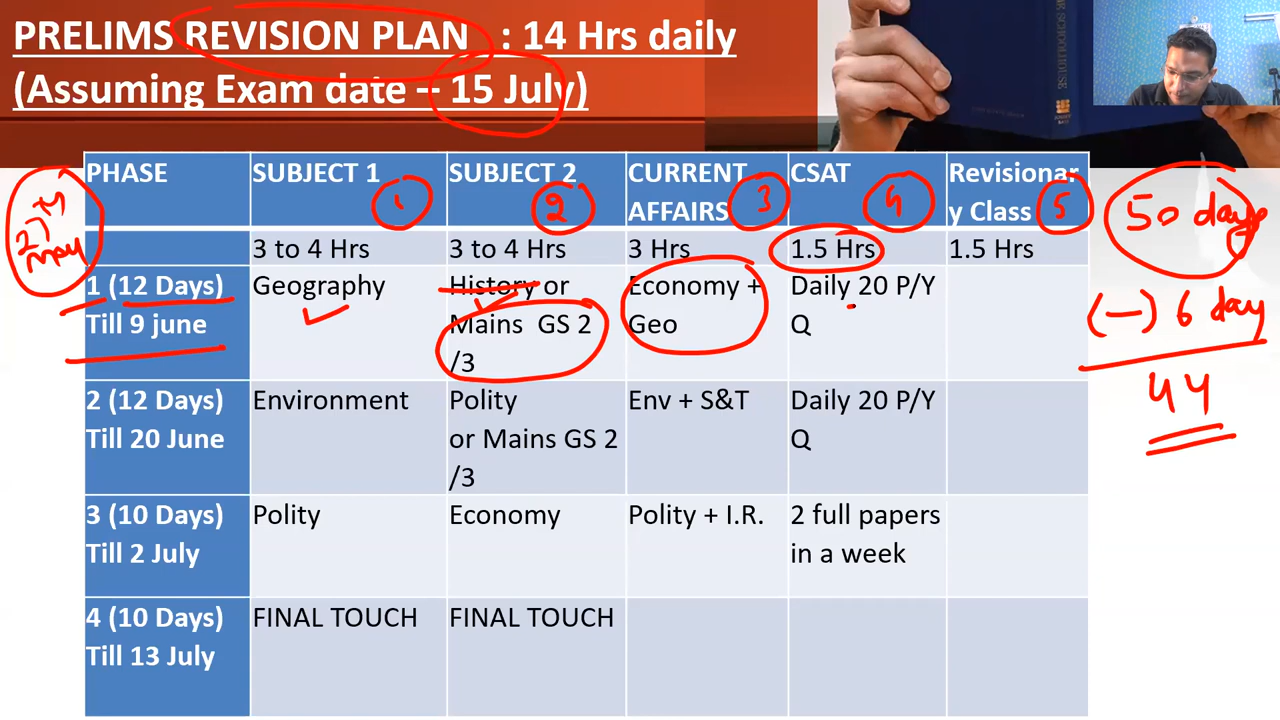 PRELIMS REVISION PLAN : 14 Hrs daily
(Assuming Exam date – 15 July)
27th
May
PHASE
SUBJECT 1
1
SUBJECT 2
2
CURRENT
AFFAIRS
3
CSAT
4
Revisionar
y Class
5
3 to 4 Hrs
3 to 4 Hrs
3 Hrs
1.5 Hrs
1.5 Hrs
1 (12 Days)
Till 9 june
Geography
History or
Mains GS 2
/3
Economy +
Geo
Daily 20 P/Y
Q
2 (12 Days)
Till 20 June
Environment
Polity
or Mains GS 2
/3
Env + S&T
Daily 20 P/Y
Q
3 (10 Days)
Till 2 July
Polity
Economy
Polity + I.R.
2 full papers
in a week
4 (10 Days)
Till 13 July
FINAL TOUCH
FINAL TOUCH
50 days
(-) 6 day
44